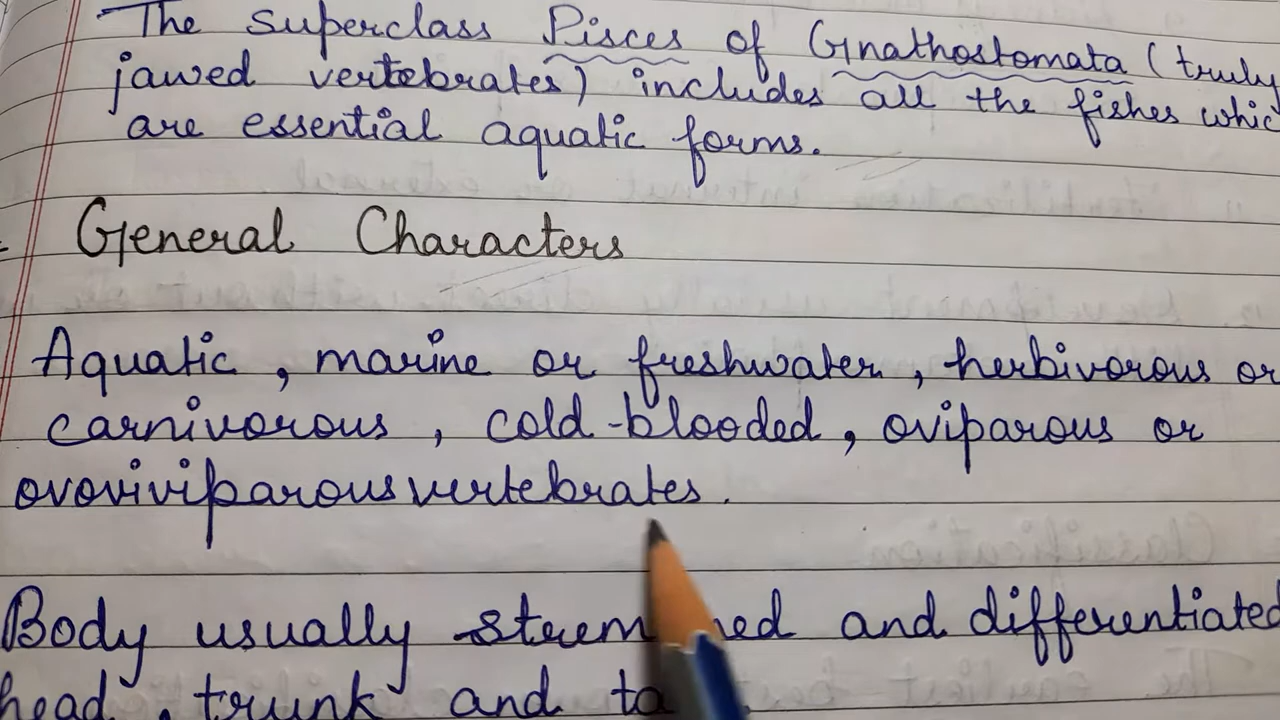 The superclass Pisces of Gnathostomata (truly
jawed vertebrates) includes all the fishes whic
are essential aquatic forms.
General Characters
Aquatic, marine or freshwater, herbivorous or
carnivorous, cold-blooded, oviparous or
ovoviviparous vertebrates.
Body usually and differentiated
head, trunk and
Classification